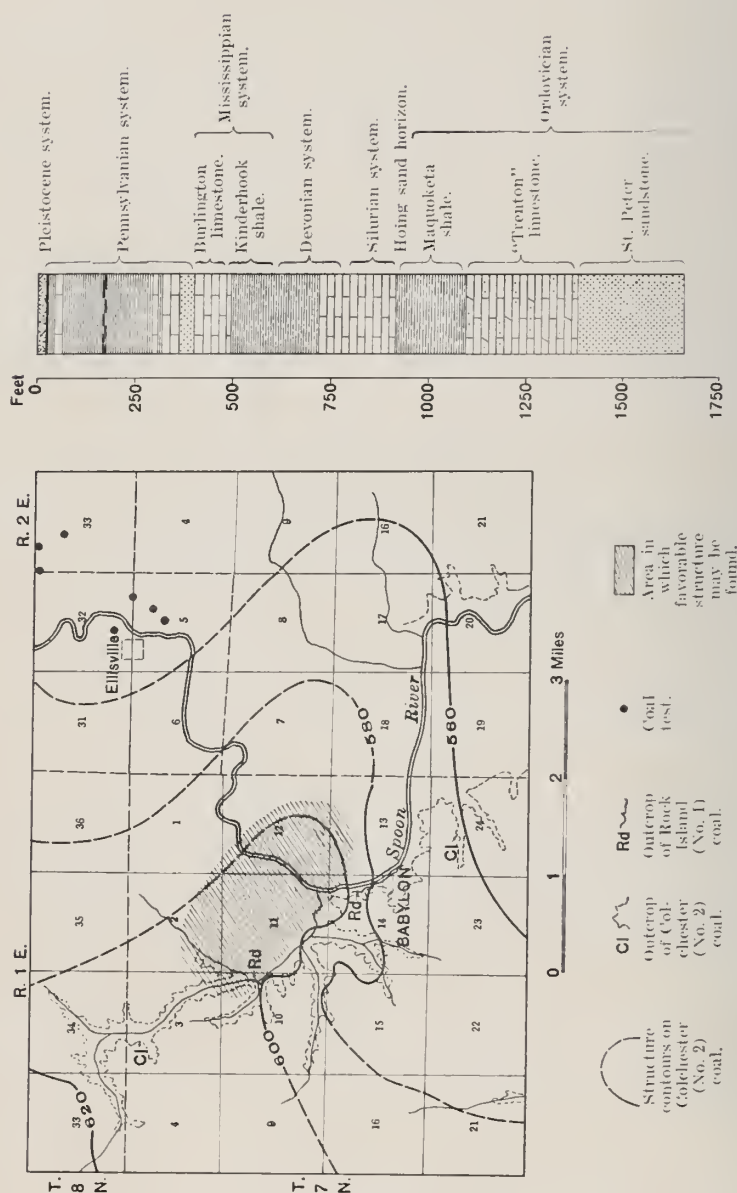 Feet
0
250
500
750
1000
1250
1500
1750
Pleistocene system.
Pennsylvanian system.
Burlington
limestone.
Kinderhook
shale.
Mississippian
system.
Devonian system.
Silurian system.
Hoing sand horizon.
Maquoketa
shale.
"Trenton"
limestone.
St. Peter
sandstone.
Ordovician
system.
R. 1 E.
R. 2 E.
T.
8
N.
T.
7
N.
33
34
35
36
31
32
33
620
Ellisville
4
3
2
1
6
5
4
Cl
Rd
9
10
11
12
7
8
9
600
580
16
15
14
13
18
17
16
Rd
BABYLON
Spoon
River
21
22
23
24
19
20
21
Cl
560
0
1
2
3 Miles
Structure
contours on
Colchester
(No. 2)
coal.
Cl
Outcrop
of Col-
chester
(No. 2)
coal.
Rd
Outcrop
of Rock
Island
(No. 1)
coal.
Coal
test.
Area in
which
favorable
structure
may be
found.